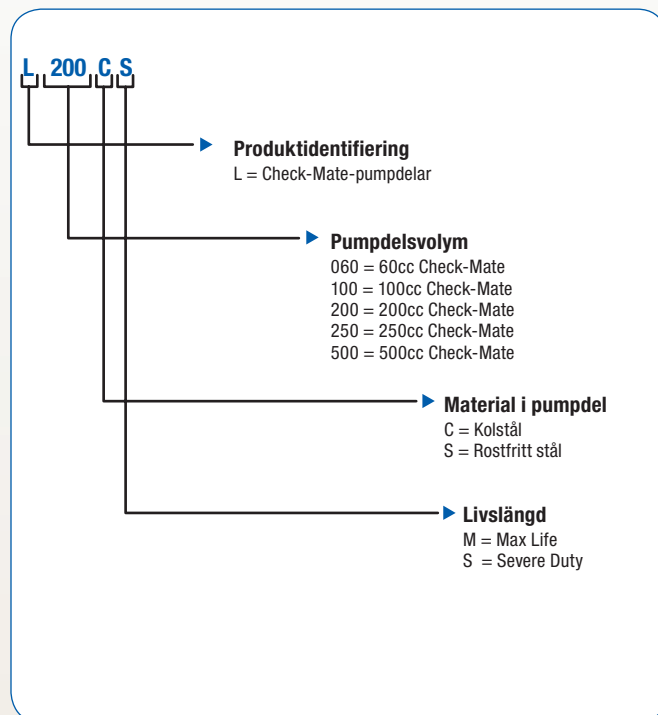 L 200 C S
Produktidentifiering
L = Check-Mate-pumpdelar
Pumpdelsvolym
060 = 60cc Check-Mate
100 = 100cc Check-Mate
200 = 200cc Check-Mate
250 = 250cc Check-Mate
500 = 500cc Check-Mate
Material i pumpdel
C = Kolstål
S = Rostfritt stål
Livslängd
M = Max Life
S = Severe Duty